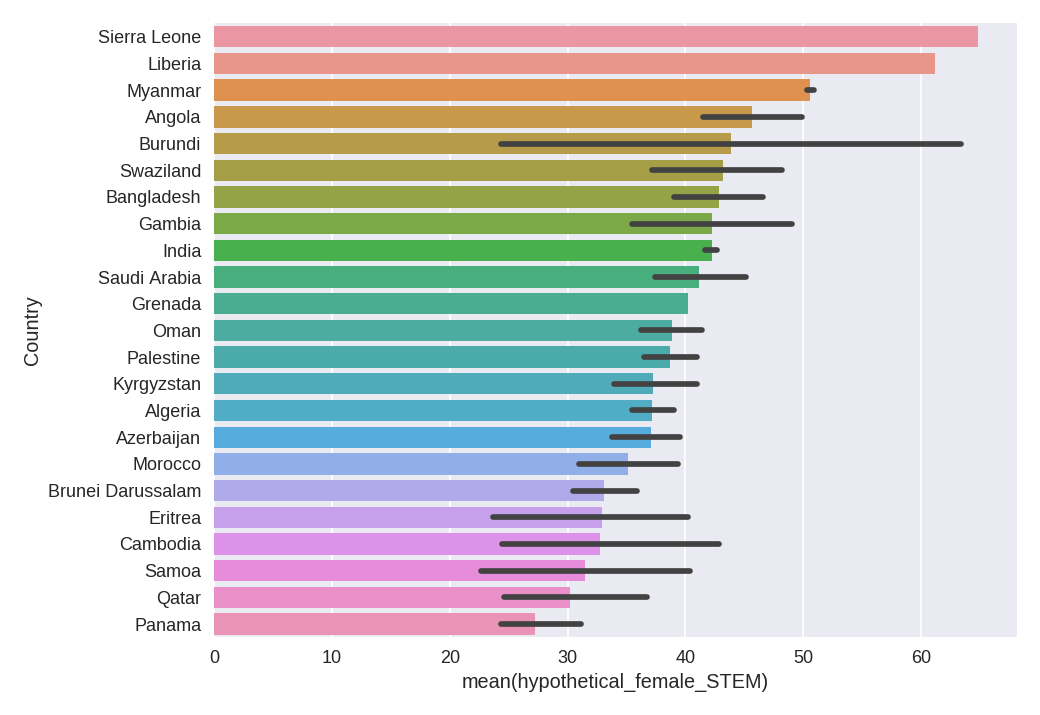 Sierra Leone
Liberia
Myanmar
Angola
Burundi
Swaziland
Bangladesh
Gambia
India
Saudi Arabia
Grenada
Oman
Palestine
Kyrgyzstan
Algeria
Azerbaijan
Morocco
Brunei Darussalam
Eritrea
Cambodia
Samoa
Qatar
Panama
Country
0 10 20 30 40 50 60
mean(hypothetical_female_STEM)